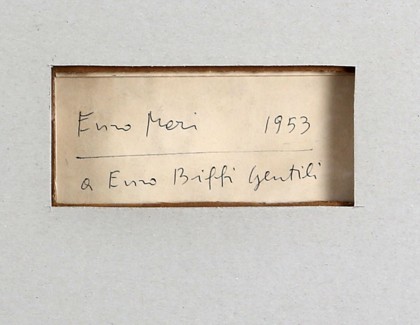 Enzo Mari 1953
a Enzo Biffi Gentili